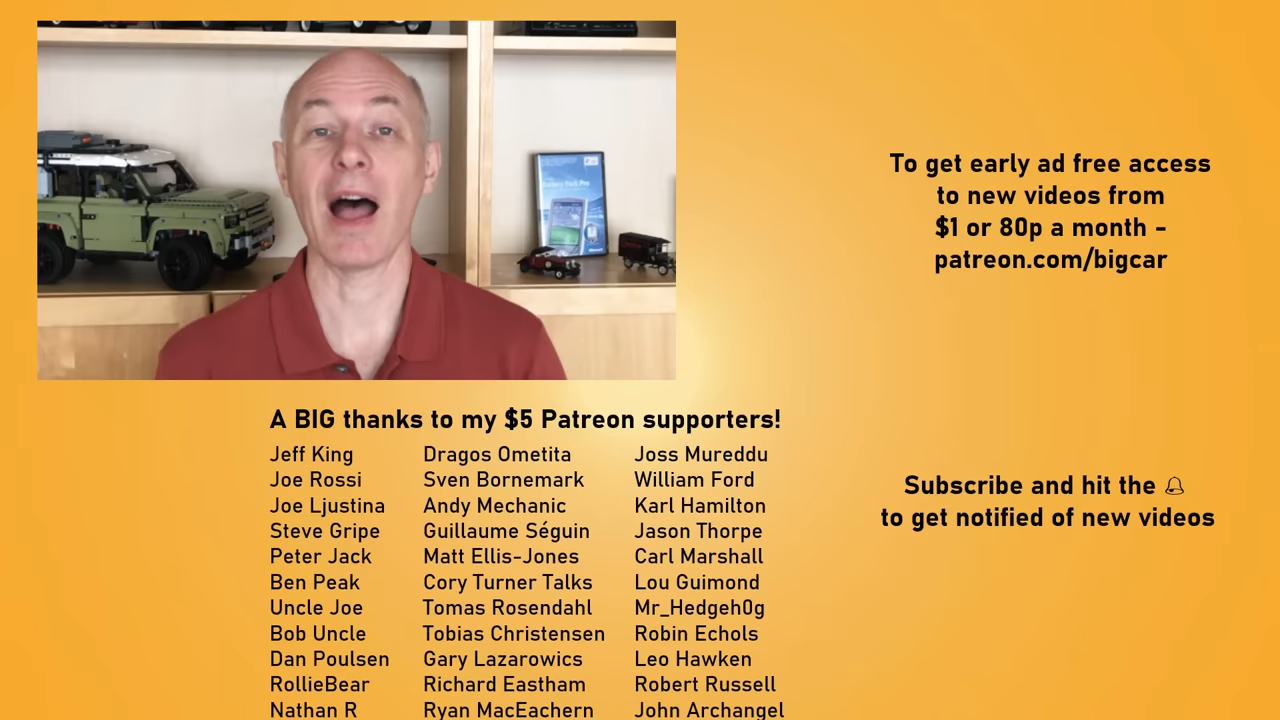 To get early ad free access
to new videos from
$1 or 80p a month -
patreon.com/bigcar
A BIG thanks to my $5 Patreon supporters!
Jeff King
Joe Rossi
Joe Ljustina
Steve Gripe
Peter Jack
Ben Peak
Uncle Joe
Bob Uncle
Dan Poulsen
RollieBear
Nathan R
Dragos Ometita
Sven Bornemark
Andy Mechanic
Guillaume Séguin
Matt Ellis-Jones
Cory Turner Talks
Tomas Rosendahl
Tobias Christensen
Gary Lazarowics
Richard Eastham
Ryan MacEachern
Joss Mureddu
William Ford
Karl Hamilton
Jason Thorpe
Carl Marshall
Lou Guimond
Mr_Hedgeh0g
Robin Echols
Leo Hawken
Robert Russell
John Archangel
Subscribe and hit the 🔔
to get notified of new videos